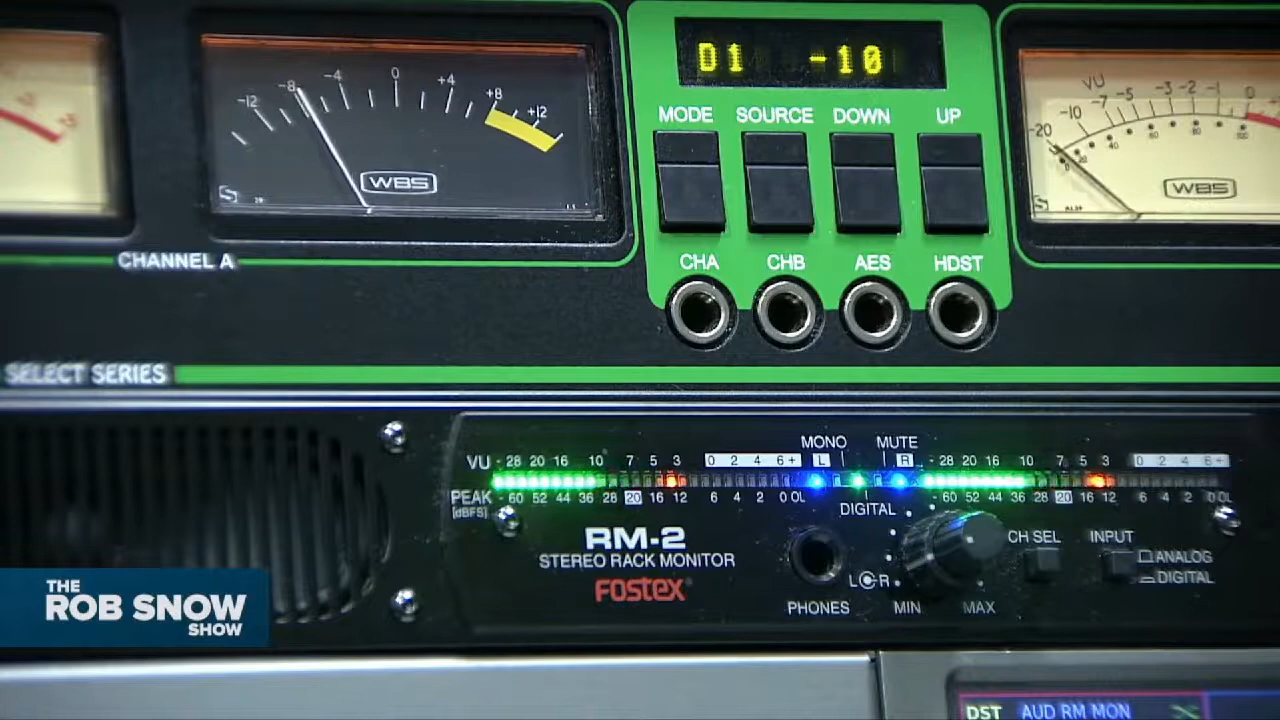 D1 -10
MODE SOURCE DOWN UP
-12 -8 -4 0 +4 +8 +12
WBS
VU
-20 -10 -7 -5 -3 -2 -1 0
WBS
+2 +3
CHANNEL A
CHA CHB AES HDST
SELECT SERIES
MONO MUTE
VU - 28 20 16 10 7 5 3 0 2 4 6+ L R - 28 20 16 10 7 5 3 0 2 4 6+
PEAK - 60 52 44 36 28 20 16 12 6 4 2 0 OL - 60 52 44 36 28 20 16 12 6 4 2 0 OL
[dBFS]
DIGITAL
RM-2
STEREO RACK MONITOR
FOSTEX
CH SEL INPUT
ANALOG
DIGITAL
L R
PHONES MIN MAX
THE
ROB SNOW
SHOW
DST AUD RM MON